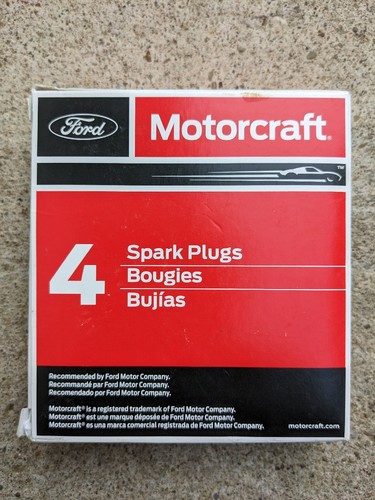 Ford
Motorcraft®
™
4
Spark Plugs
Bougies
Bujías
Recommended by Ford Motor Company.
Recommandé par Ford Motor Company.
Recomendado por Ford Motor Company.
Motorcraft® is a registered trademark of Ford Motor Company.
Motorcraft® est une marque déposée de Ford Motor Company.
Motorcraft® es una marca comercial registrada de Ford Motor Company.
motorcraft.com